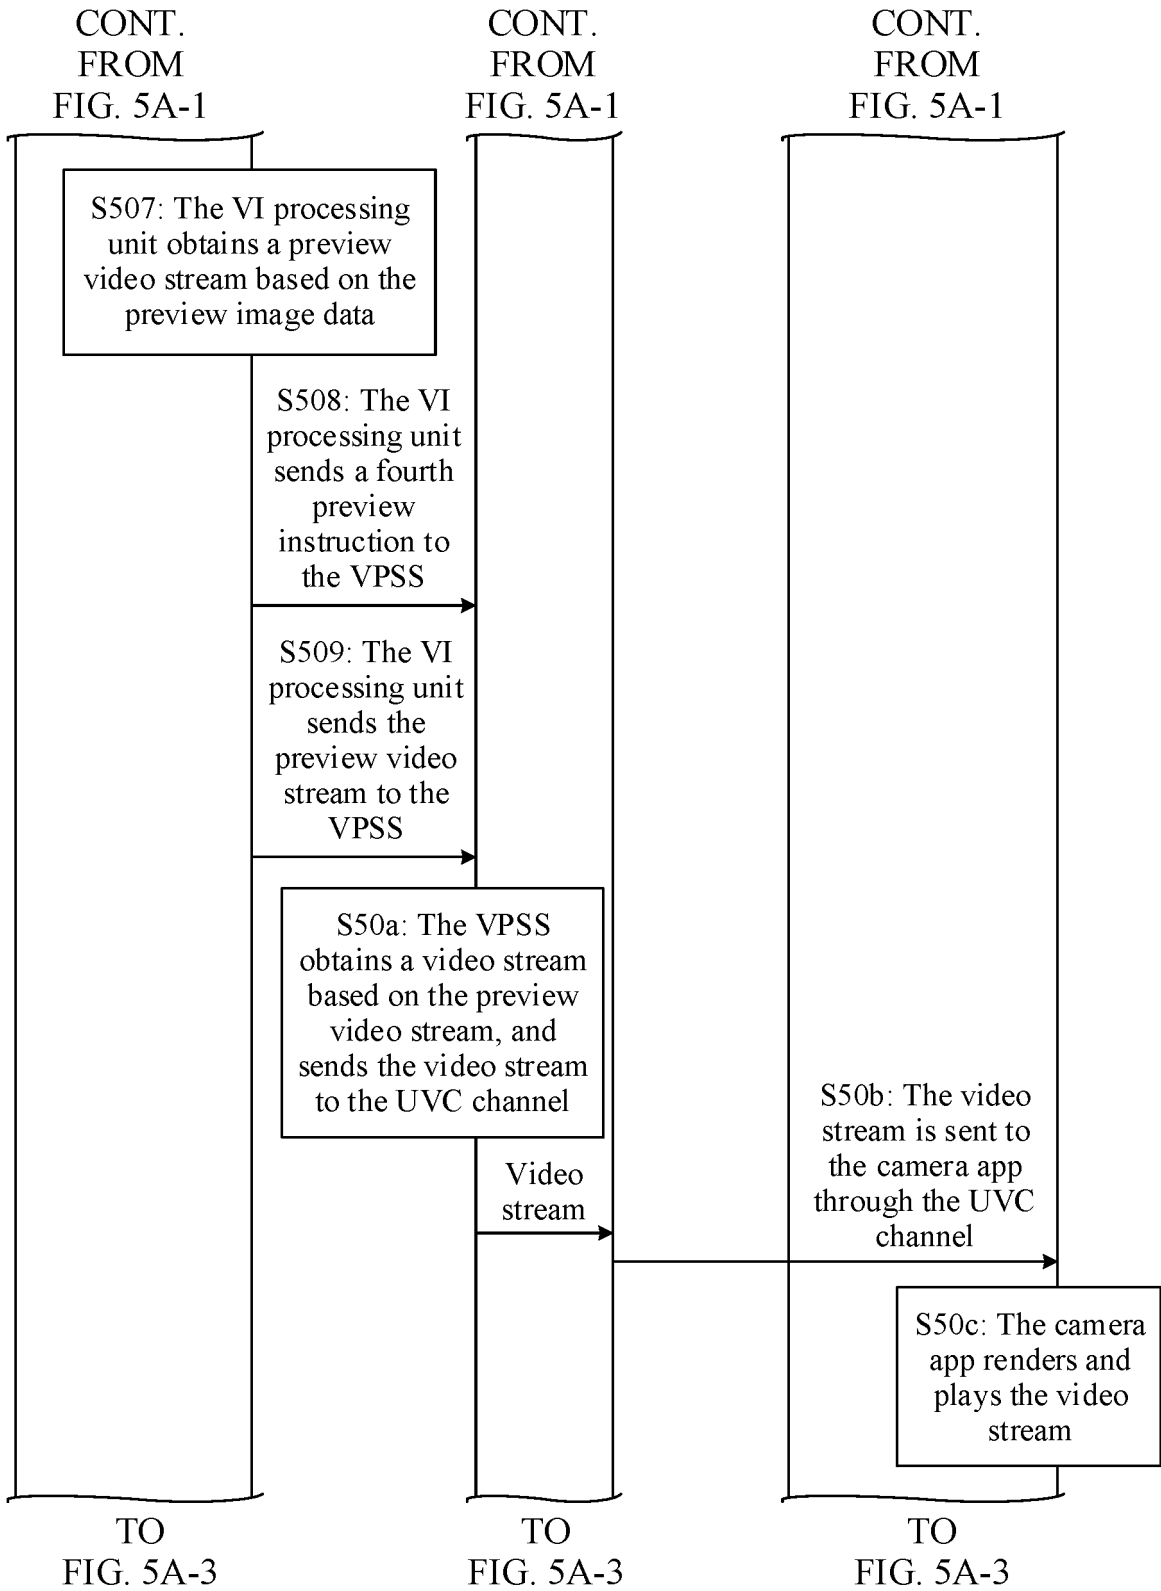 CONT.
FROM
FIG. 5A-1
CONT.
FROM
FIG. 5A-1
CONT.
FROM
FIG. 5A-1
S507: The VI processing
unit obtains a preview
video stream based on the
preview image data
S508: The VI
processing unit
sends a fourth
preview
instruction to
the VPSS
S509: The VI
processing unit
sends the
preview video
stream to the
VPSS
S50a: The VPSS
obtains a video stream
based on the preview
video stream, and
sends the video stream
to the UVC channel
Video
stream
S50b: The video
stream is sent to
the camera app
through the UVC
channel
S50c: The camera
app renders and
plays the video
stream
TO
FIG. 5A-3
TO
FIG. 5A-3
TO
FIG. 5A-3